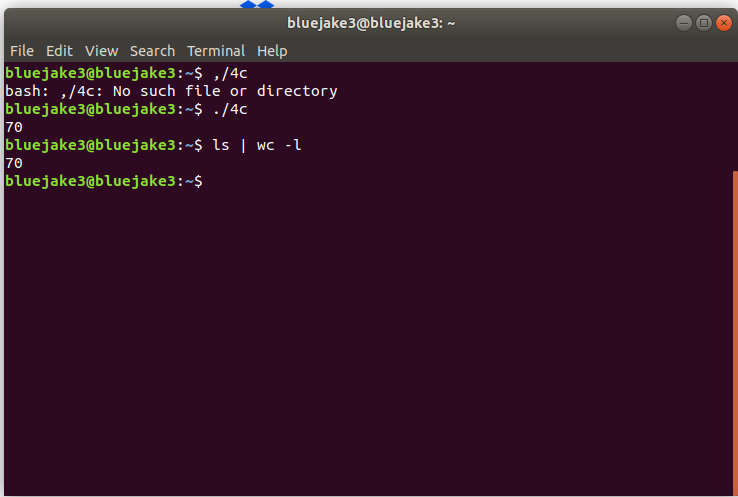 bluejake3@bluejake3: ~
File Edit View Search Terminal Help
bluejake3@bluejake3:~$ ,/4c
bash: ,/4c: No such file or directory
bluejake3@bluejake3:~$ ./4c
70
bluejake3@bluejake3:~$ ls | wc -l
70
bluejake3@bluejake3:~$